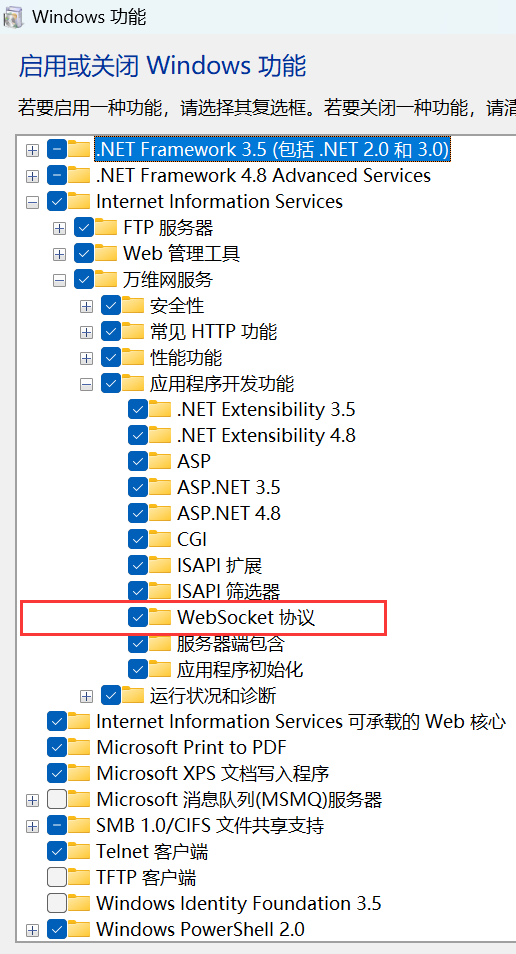 Windows 功能
启用或关闭 Windows 功能
若要启用一种功能，请选择其复选框。若要关闭一种功能，请
.NET Framework 3.5 (包括 .NET 2.0 和 3.0)
.NET Framework 4.8 Advanced Services
Internet Information Services
FTP 服务器
Web 管理工具
万维网服务
安全性
常见 HTTP 功能
性能功能
应用程序开发功能
.NET Extensibility 3.5
.NET Extensibility 4.8
ASP
ASP.NET 3.5
ASP.NET 4.8
CGI
ISAPI 扩展
ISAPI 筛选器
WebSocket 协议
服务器端包含
应用程序初始化
运行状况和诊断
Internet Information Services 可承载的 Web 核心
Microsoft Print to PDF
Microsoft XPS 文档写入程序
Microsoft 消息队列(MSMQ)服务器
SMB 1.0/CIFS 文件共享支持
Telnet 客户端
TFTP 客户端
Windows Identity Foundation 3.5
Windows PowerShell 2.0